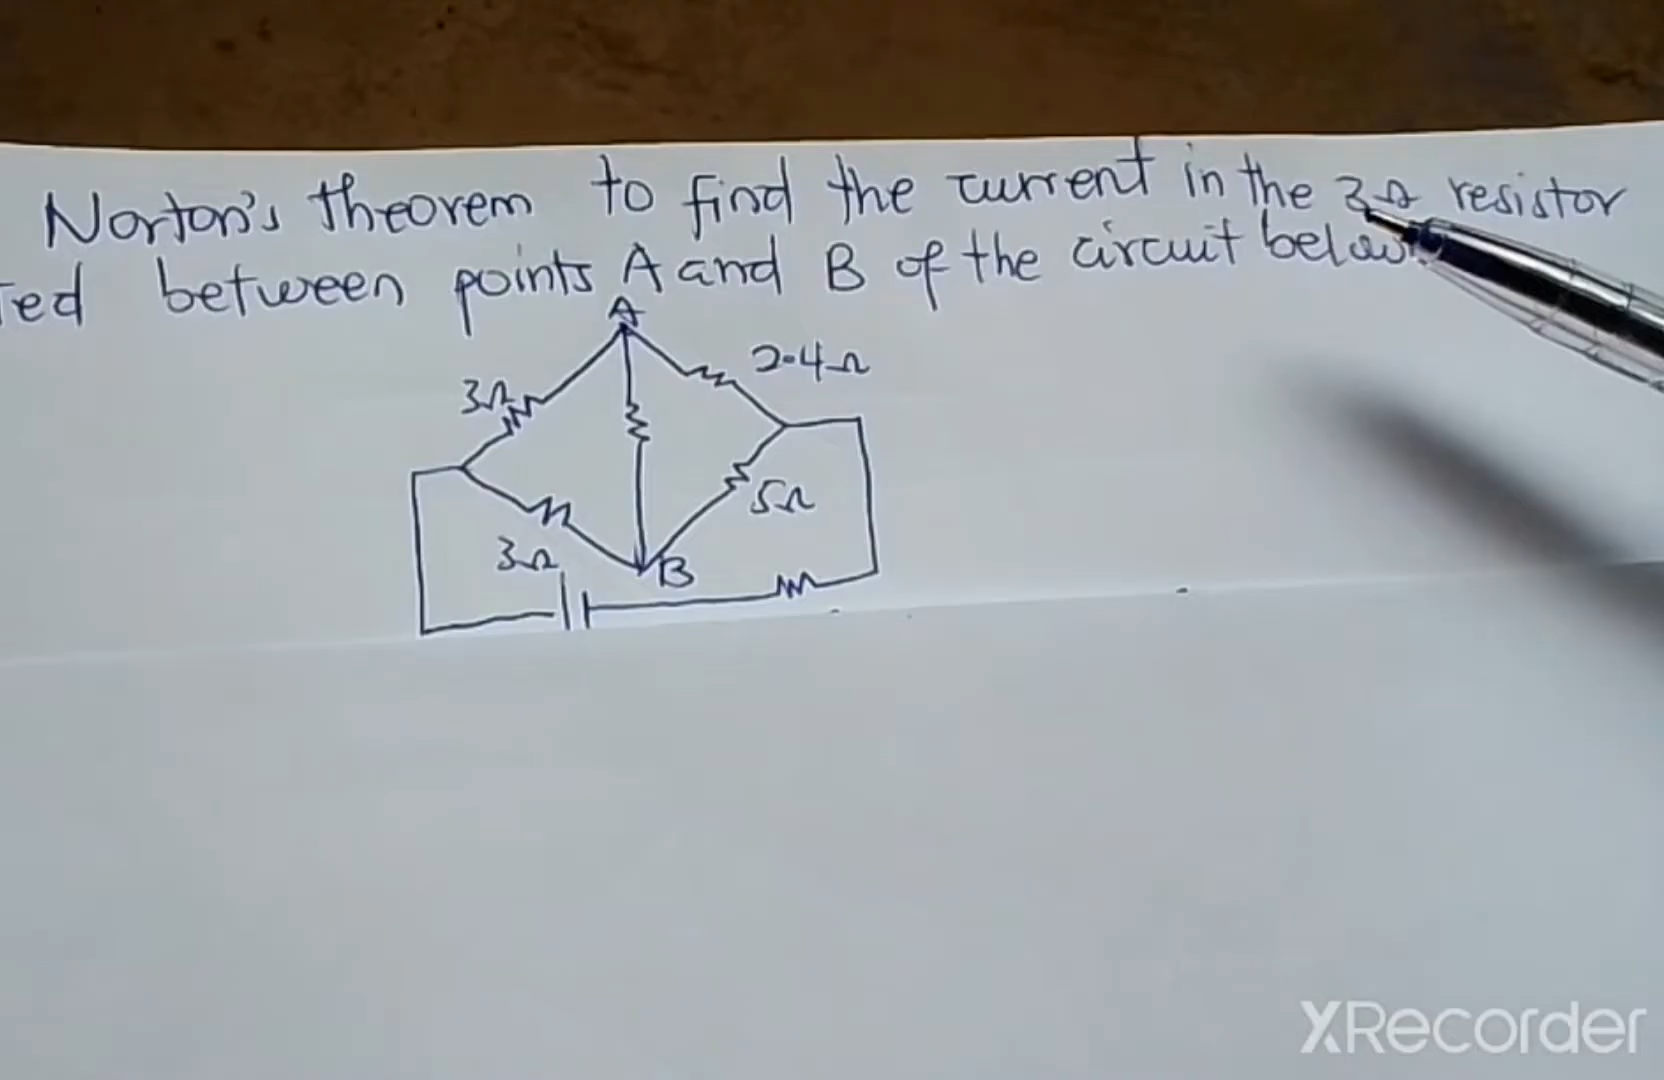 Norton's theorem to find the current in the 3Ω resistor
ted between points A and B of the circuit below
A
3Ω
2.4Ω
5Ω
3Ω
B
XRecorder